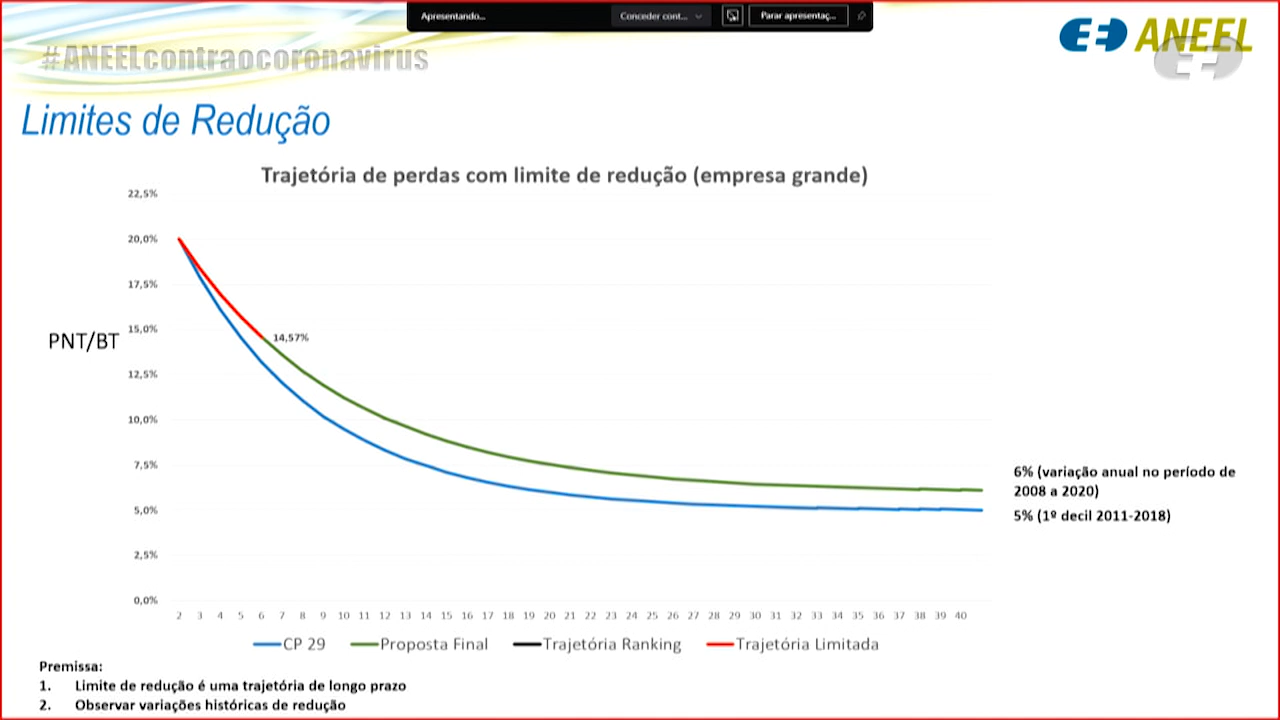 Apresentando...
Conceder cont...
Parar apresentaç...
#ANEELcontraocoronavirus
ANEEL
Limites de Redução
Trajetória de perdas com limite de redução (empresa grande)
22,5%
20,0%
17,5%
15,0%
12,5%
10,0%
7,5%
5,0%
2,5%
0,0%
PNT/BT
14,57%
6% (variação anual no período de
2008 a 2020)
5% (1º decil 2011-2018)
2 3 4 5 6 7 8 9 10 11 12 13 14 15 16 17 18 19 20 21 22 23 24 25 26 27 28 29 30 31 32 33 34 35 36 37 38 39 40
CP 29 Proposta Final Trajetória Ranking Trajetória Limitada
Premissa:
1. Limite de redução é uma trajetória de longo prazo
2. Observar variações históricas de redução